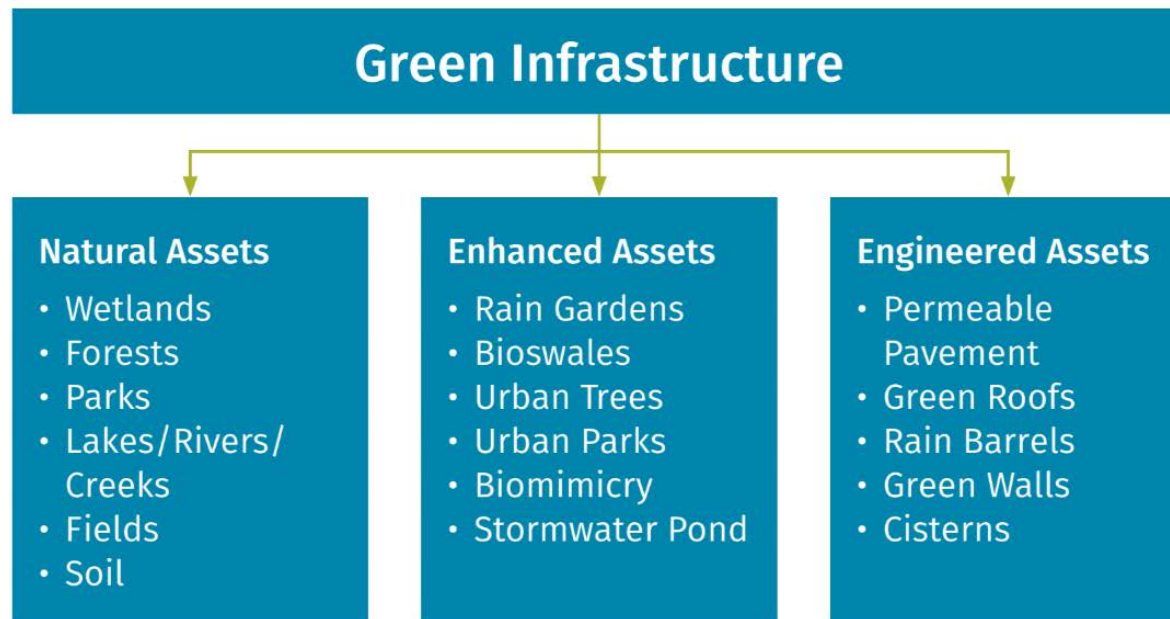 Green Infrastructure
Natural Assets
• Wetlands
• Forests
• Parks
• Lakes/Rivers/
Creeks
• Fields
• Soil
Enhanced Assets
• Rain Gardens
• Bioswales
• Urban Trees
• Urban Parks
• Biomimicry
• Stormwater Pond
Engineered Assets
• Permeable
Pavement
• Green Roofs
• Rain Barrels
• Green Walls
• Cisterns